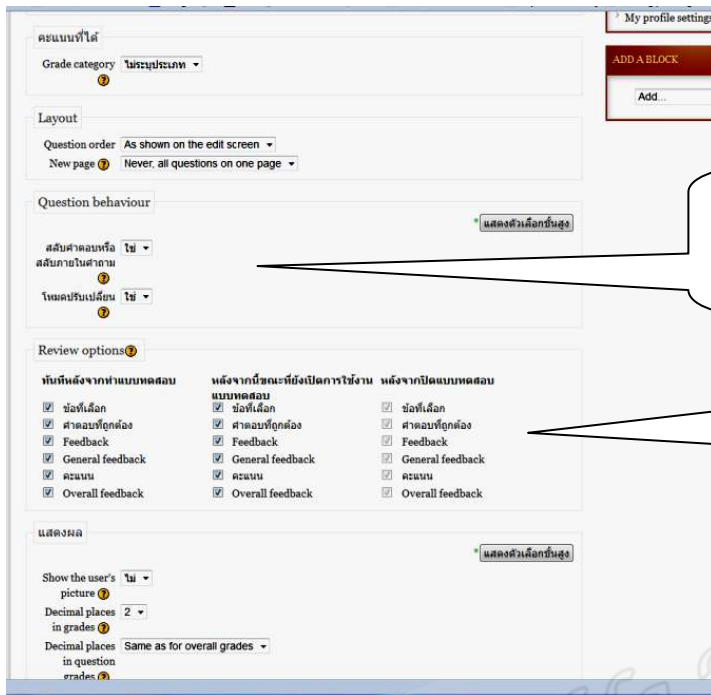 My profile settings
คะแนนที่ได้
Grade category ไม่ระบุประเภท
ADD A BLOCK
Add...
Layout
Question order As shown on the edit screen
New page Never, all questions on one page
Question behaviour
* แสดงตัวเลือกขั้นสูง
สลับคำตอบหรือ ใช่
สลับภายในคำถาม
โหมดปรับเปลี่ยน ใช่
Review options
ทันทีหลังจากทำแบบทดสอบ หลังจากนี้ขณะที่ยังเปิดการใช้งาน หลังจากปิดแบบทดสอบ
แบบทดสอบ
ข้อที่เลือก ข้อที่เลือก ข้อที่เลือก
คำตอบที่ถูกต้อง คำตอบที่ถูกต้อง คำตอบที่ถูกต้อง
Feedback Feedback Feedback
General feedback General feedback General feedback
คะแนน คะแนน คะแนน
Overall feedback Overall feedback Overall feedback
แสดงผล
* แสดงตัวเลือกขั้นสูง
Show the user's ไม่
picture
Decimal places 2
in grades
Decimal places Same as for overall grades
in question
grades